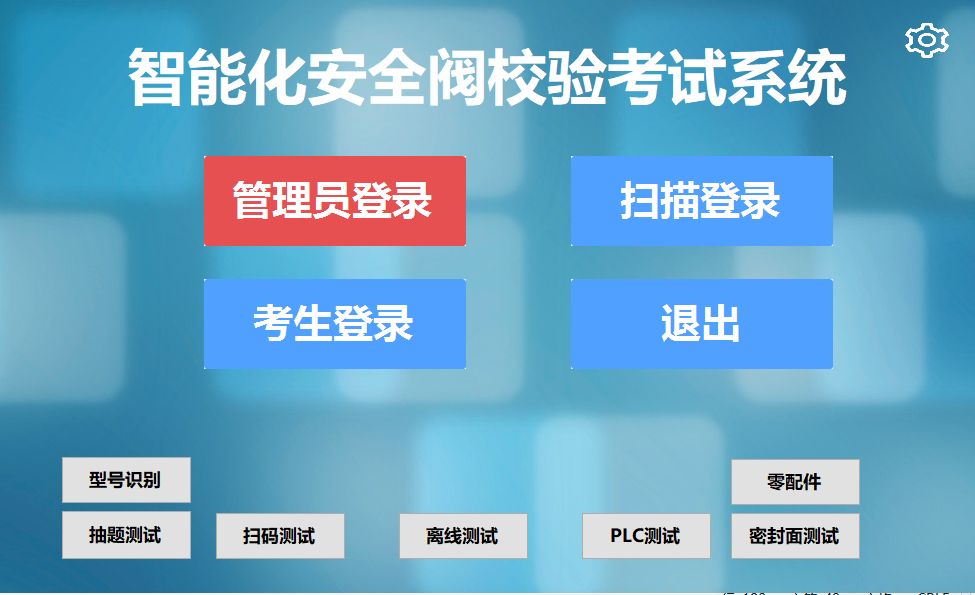 智能化安全阀校验考试系统
管理员登录
扫描登录
考生登录
退出
型号识别
零配件
抽题测试
扫码测试
离线测试
PLC测试
密封面测试